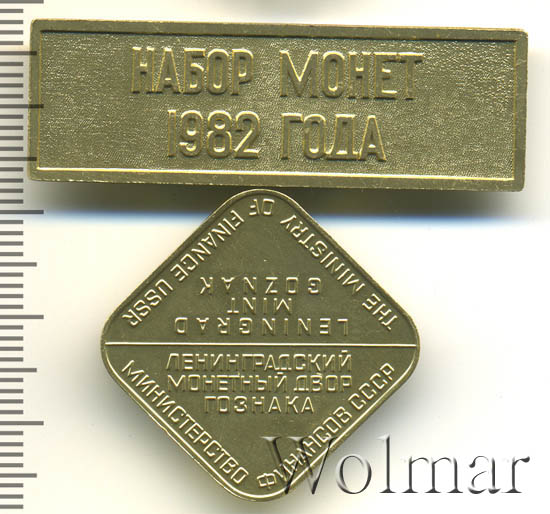 НАБОР МОНЕТ
1982 ГОДА
THE MINISTRY OF FINANCE USSR
LENINGRAD
MINT
GOZNAK
ЛЕНИНГРАДСКИЙ
МОНЕТНЫЙ ДВОР
ГОЗНАКА
МИНИСТЕРСТВО ФИНАНСОВ СССР
Wolmar